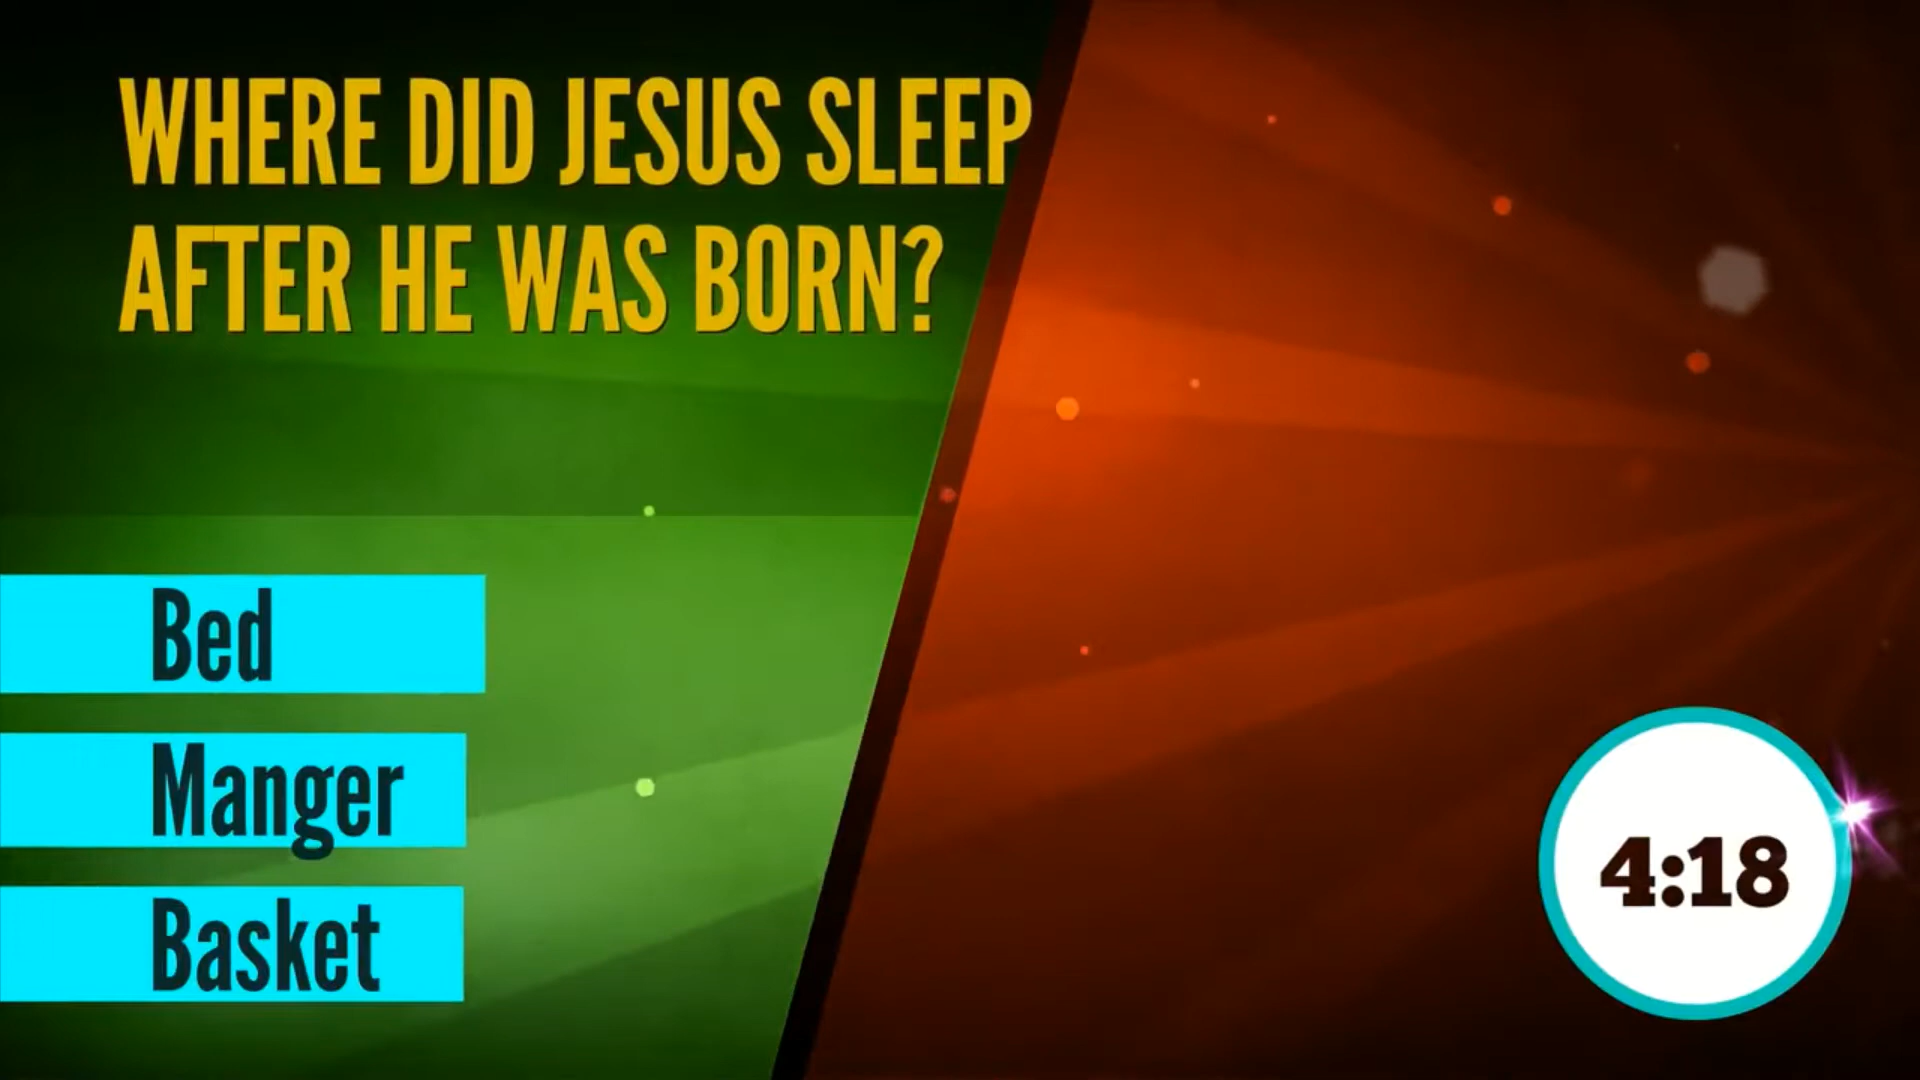 WHERE DID JESUS SLEEP
AFTER HE WAS BORN?
Bed
Manger
Basket
4:18